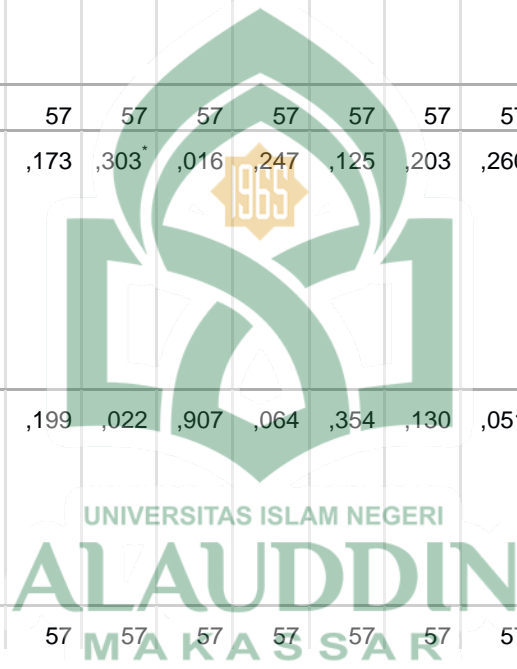 57 57 57 57 57 57
,173 ,303* ,016 ,247 ,125 ,203
1965
,199 ,022 ,907 ,064 ,354 ,130
UNIVERSITAS ISLAM NEGERI
ALAUDDIN
57 57 57 57 57 57
MAKASSAR